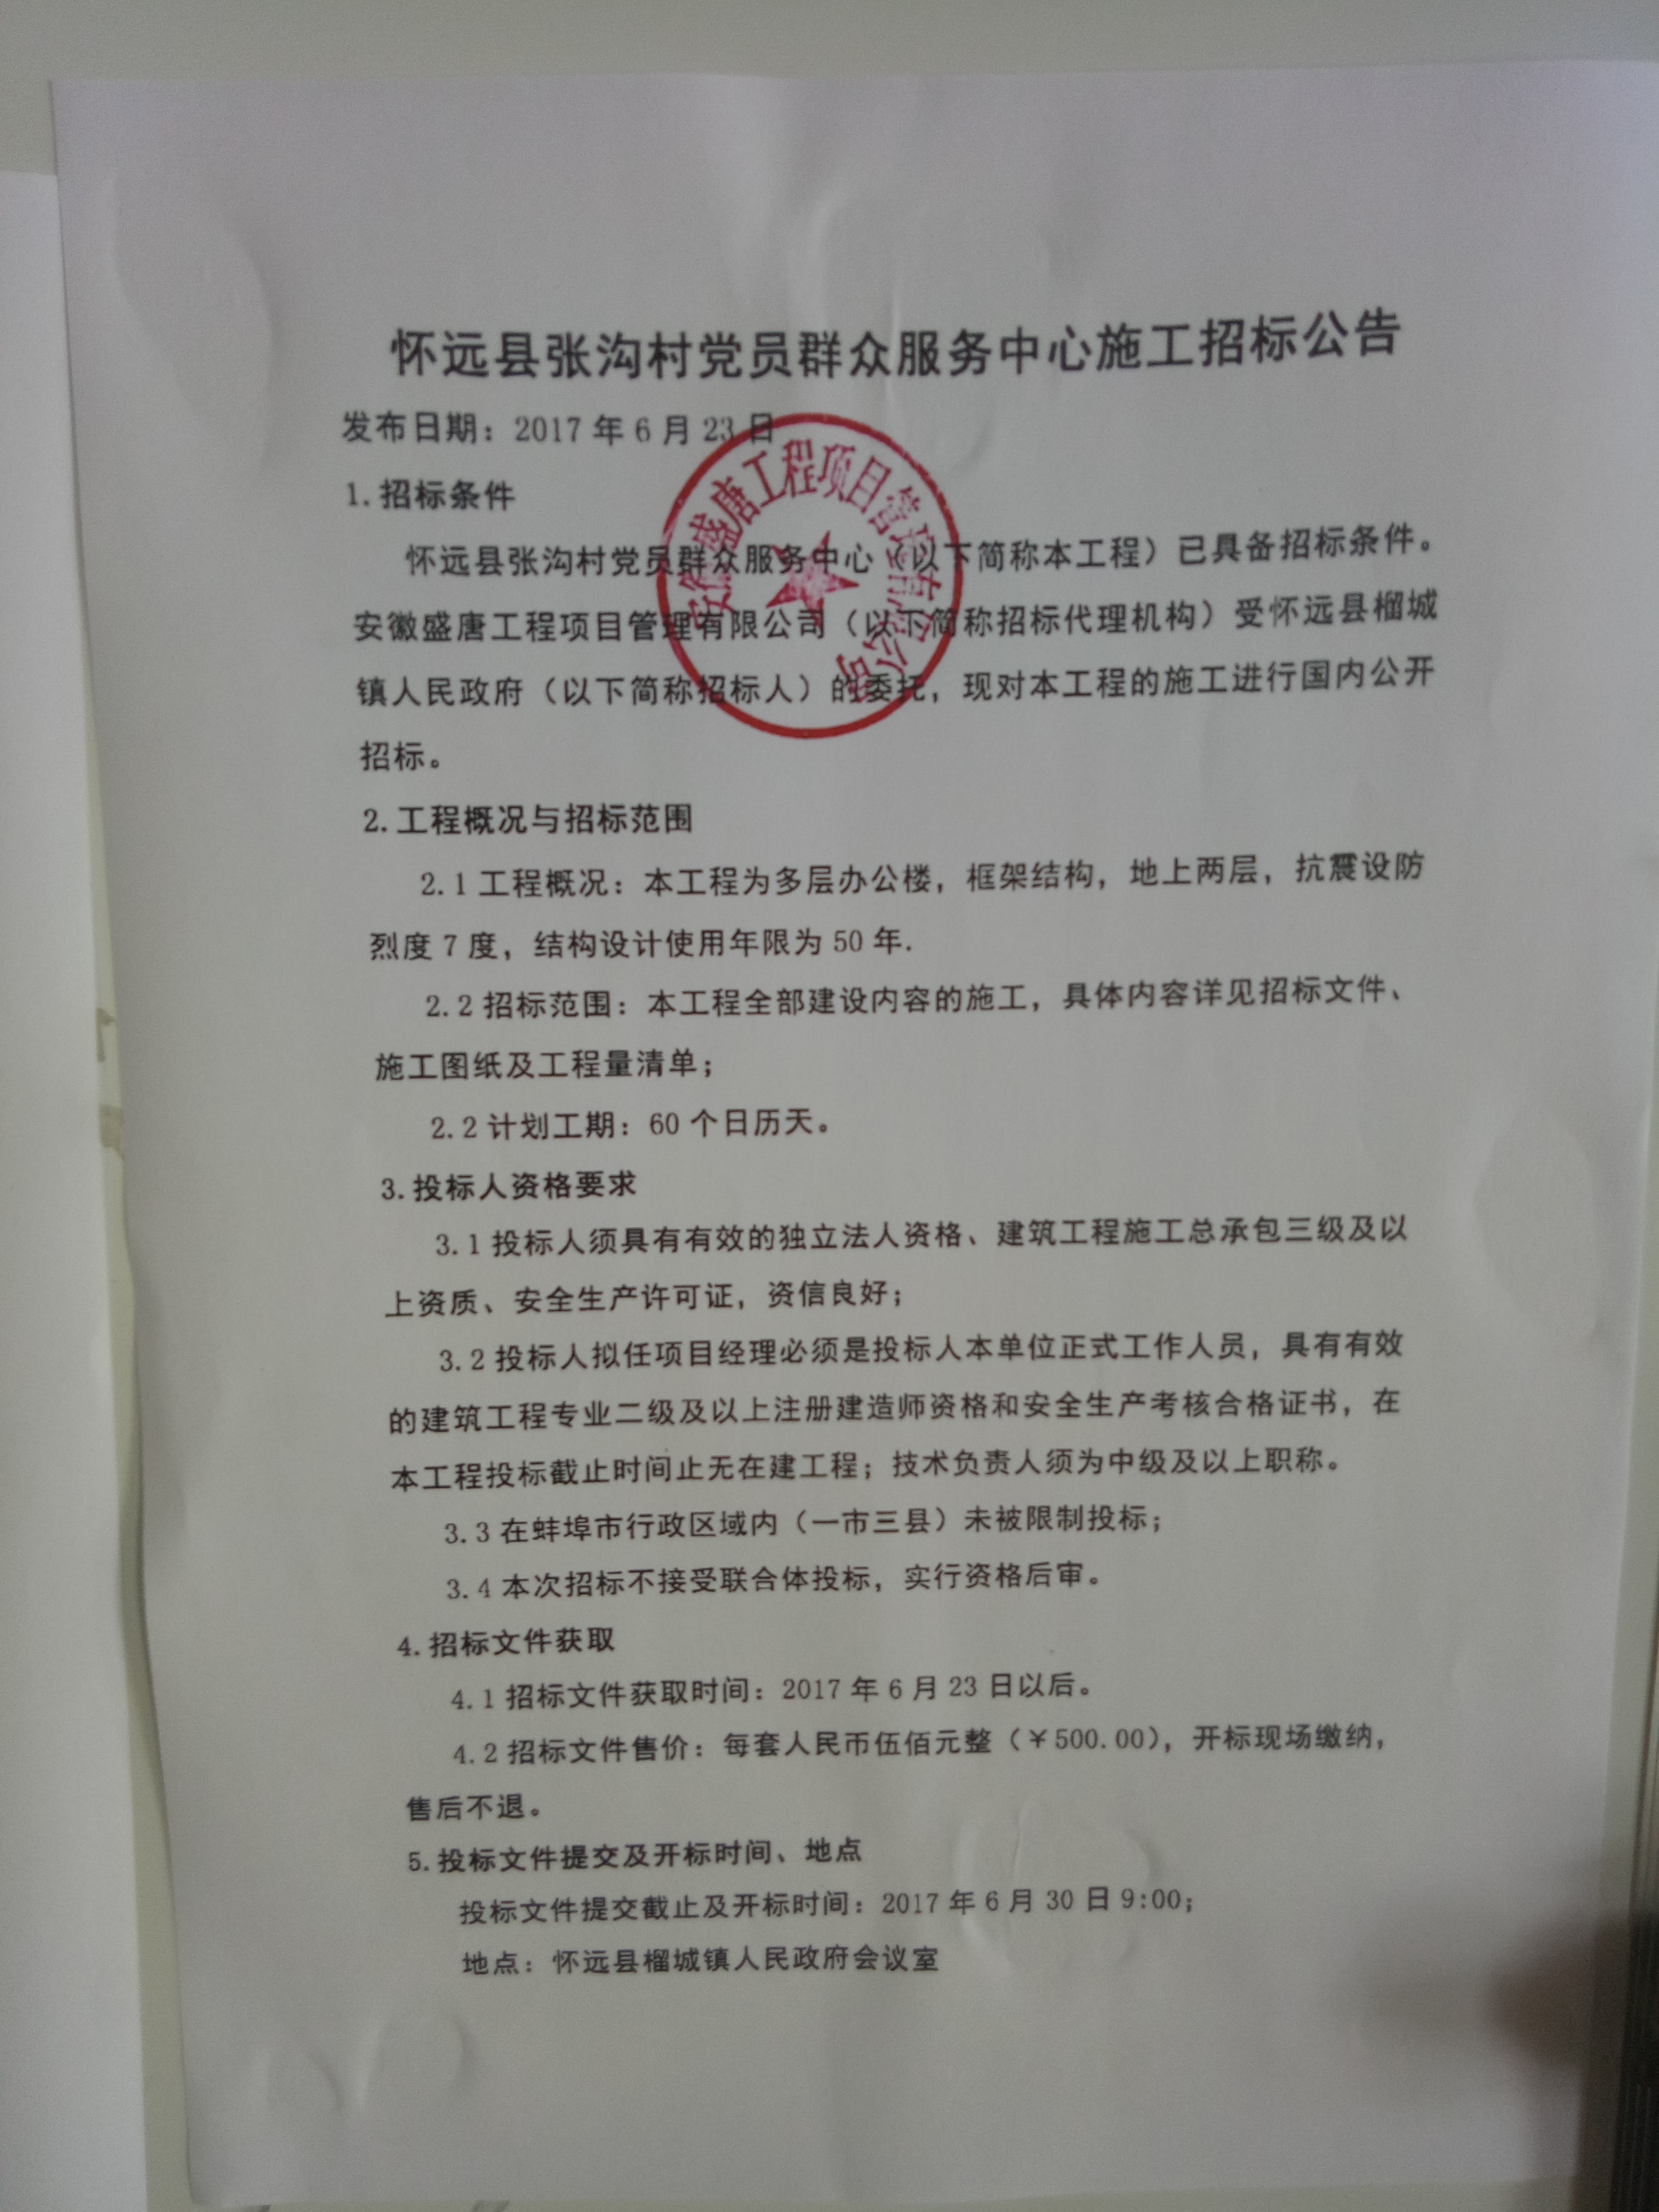 怀远县张沟村党员群众服务中心施工招标公告
发布日期：2017 年 6 月 23 日
安徽盛唐工程项目管理有限公司
1.招标条件
怀远县张沟村党员群众服务中心（以下简称本工程）已具备招标条件。
安徽盛唐工程项目管理有限公司（以下简称招标代理机构）受怀远县榴城
镇人民政府（以下简称招标人）的委托，现对本工程的施工进行国内公开
招标。
2.工程概况与招标范围
2.1 工程概况：本工程为多层办公楼，框架结构，地上两层，抗震设防
烈度 7 度，结构设计使用年限为 50 年.
2.2 招标范围：本工程全部建设内容的施工，具体内容详见招标文件、
施工图纸及工程量清单；
2.2 计划工期：60 个日历天。
3.投标人资格要求
3.1 投标人须具有有效的独立法人资格、建筑工程施工总承包三级及以
上资质、安全生产许可证，资信良好；
3.2 投标人拟任项目经理必须是投标人本单位正式工作人员，具有有效
的建筑工程专业二级及以上注册建造师资格和安全生产考核合格证书，在
本工程投标截止时间止无在建工程；技术负责人须为中级及以上职称。
3.3 在蚌埠市行政区域内（一市三县）未被限制投标；
3.4 本次招标不接受联合体投标，实行资格后审。
4.招标文件获取
4.1 招标文件获取时间：2017 年 6 月 23 日以后。
4.2 招标文件售价：每套人民币伍佰元整（￥500.00），开标现场缴纳，
售后不退。
5.投标文件提交及开标时间、地点
投标文件提交截止及开标时间：2017 年 6 月 30 日 9:00；
地点：怀远县榴城镇人民政府会议室